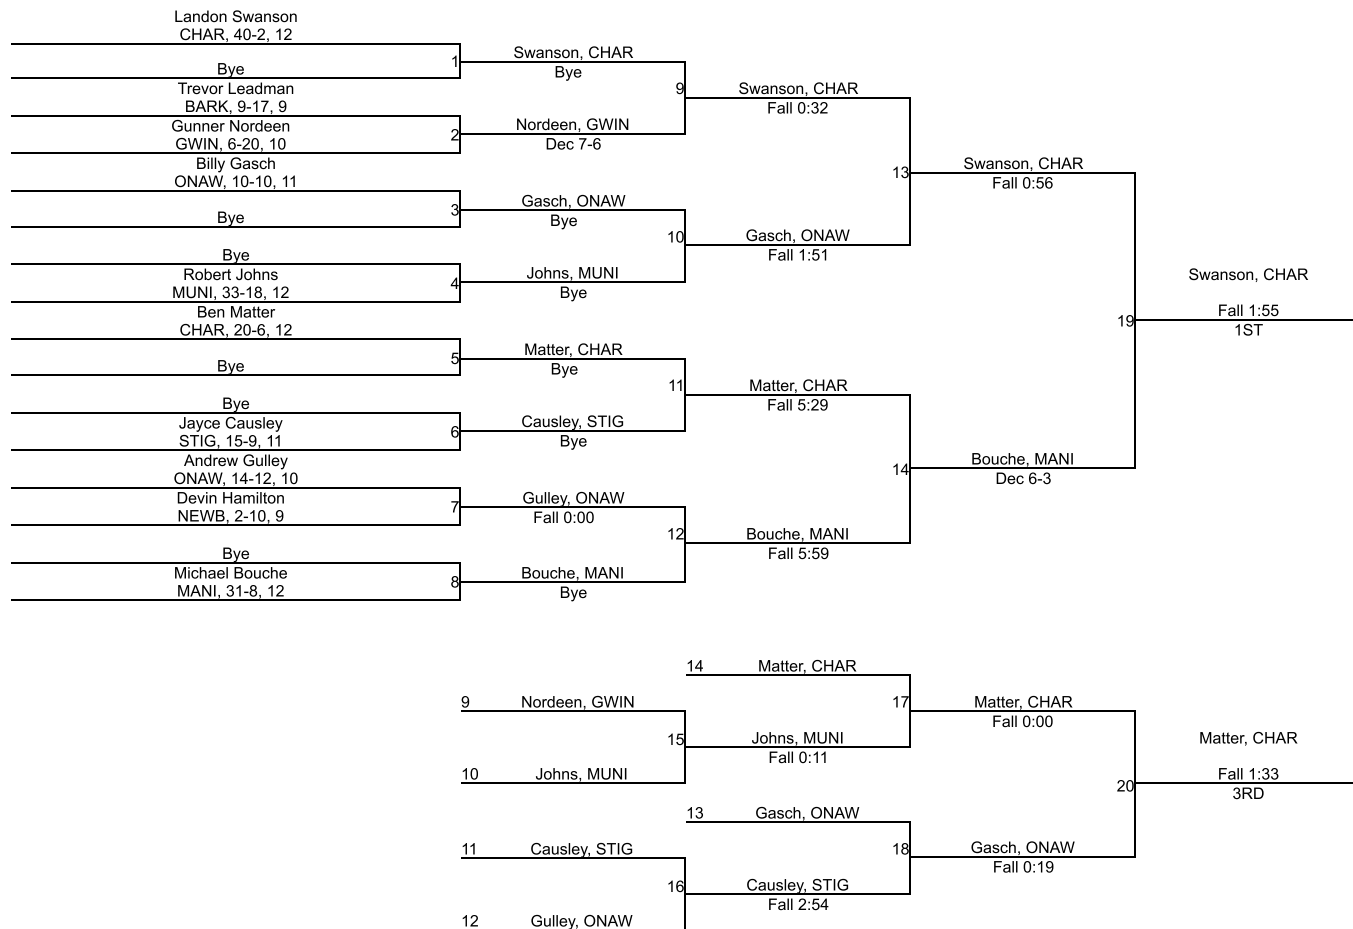 Landon Swanson
CHAR, 40-2, 12
Bye
Trevor Leadman
BARK, 9-17, 9
Gunner Nordeen
GWIN, 6-20, 10
Billy Gasch
ONAW, 10-10, 11
Bye
Bye
Robert Johns
MUNI, 33-18, 12
Ben Matter
CHAR, 20-6, 12
Bye
Bye
Jayce Causley
STIG, 15-9, 11
Andrew Gulley
ONAW, 14-12, 10
Devin Hamilton
NEWB, 2-10, 9
Bye
Michael Bouche
MANI, 31-8, 12
1
Swanson, CHAR
Bye
2
Nordeen, GWIN
Dec 7-6
3
Gasch, ONAW
Bye
4
Johns, MUNI
Bye
5
Matter, CHAR
Bye
6
Causley, STIG
Bye
7
Gulley, ONAW
Fall 0:00
8
Bouche, MANI
Bye
9
Swanson, CHAR
Fall 0:32
10
Gasch, ONAW
Fall 1:51
11
Matter, CHAR
Fall 5:29
12
Bouche, MANI
Fall 5:59
13
Swanson, CHAR
Fall 0:56
14
Bouche, MANI
Dec 6-3
19
Swanson, CHAR
Fall 1:55
1ST
9
Nordeen, GWIN
10
Johns, MUNI
11
Causley, STIG
12
Gulley, ONAW
14
Matter, CHAR
15
Johns, MUNI
Fall 0:11
13
Gasch, ONAW
16
Causley, STIG
Fall 2:54
17
Matter, CHAR
Fall 0:00
18
Gasch, ONAW
Fall 0:19
20
Matter, CHAR
Fall 1:33
3RD